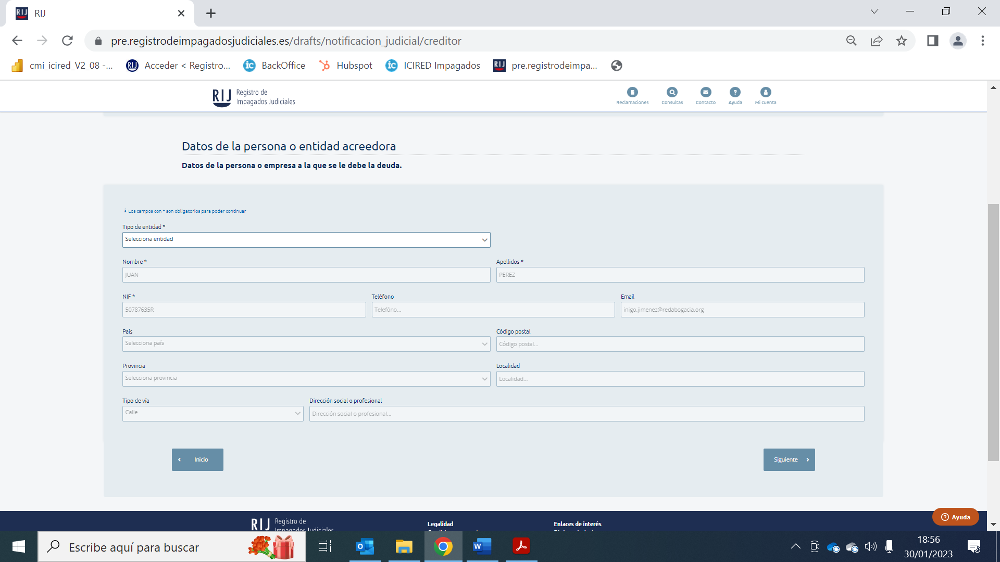 RIJ
pre.registrodeimpagadosjudiciales.es/drafts/notificacion_judicial/creditor
cmi_icired_V2_08 -...
Acceder < Registro...
BackOffice
Hubspot
ICIRED Impagados
pre.registrodeimpa...
RIJ Registro de
Impagados Judiciales
Reclamaciones
Consultas
Contacto
Ayuda
Mi cuenta
Datos de la persona o entidad acreedora
Datos de la persona o empresa a la que se le debe la deuda.
Los campos con * son obligatorios para poder continuar
Tipo de entidad *
Selecciona entidad
Nombre *
Apellidos *
JUAN
PEREZ
NIF *
Teléfono
Email
50787635R
Telefóno...
inigo.jimenez@redabogacia.org
País
Código postal
Selecciona país
Código postal...
Provincia
Localidad
Selecciona provincia
Localidad...
Tipo de vía
Dirección social o profesional
Calle
Dirección social o profesional...
Inicio
Siguiente
RIJ Registro de
Impagados Judiciales
Legalidad
Enlaces de interés
Ayuda
Escribe aquí para buscar
18:56
30/01/2023